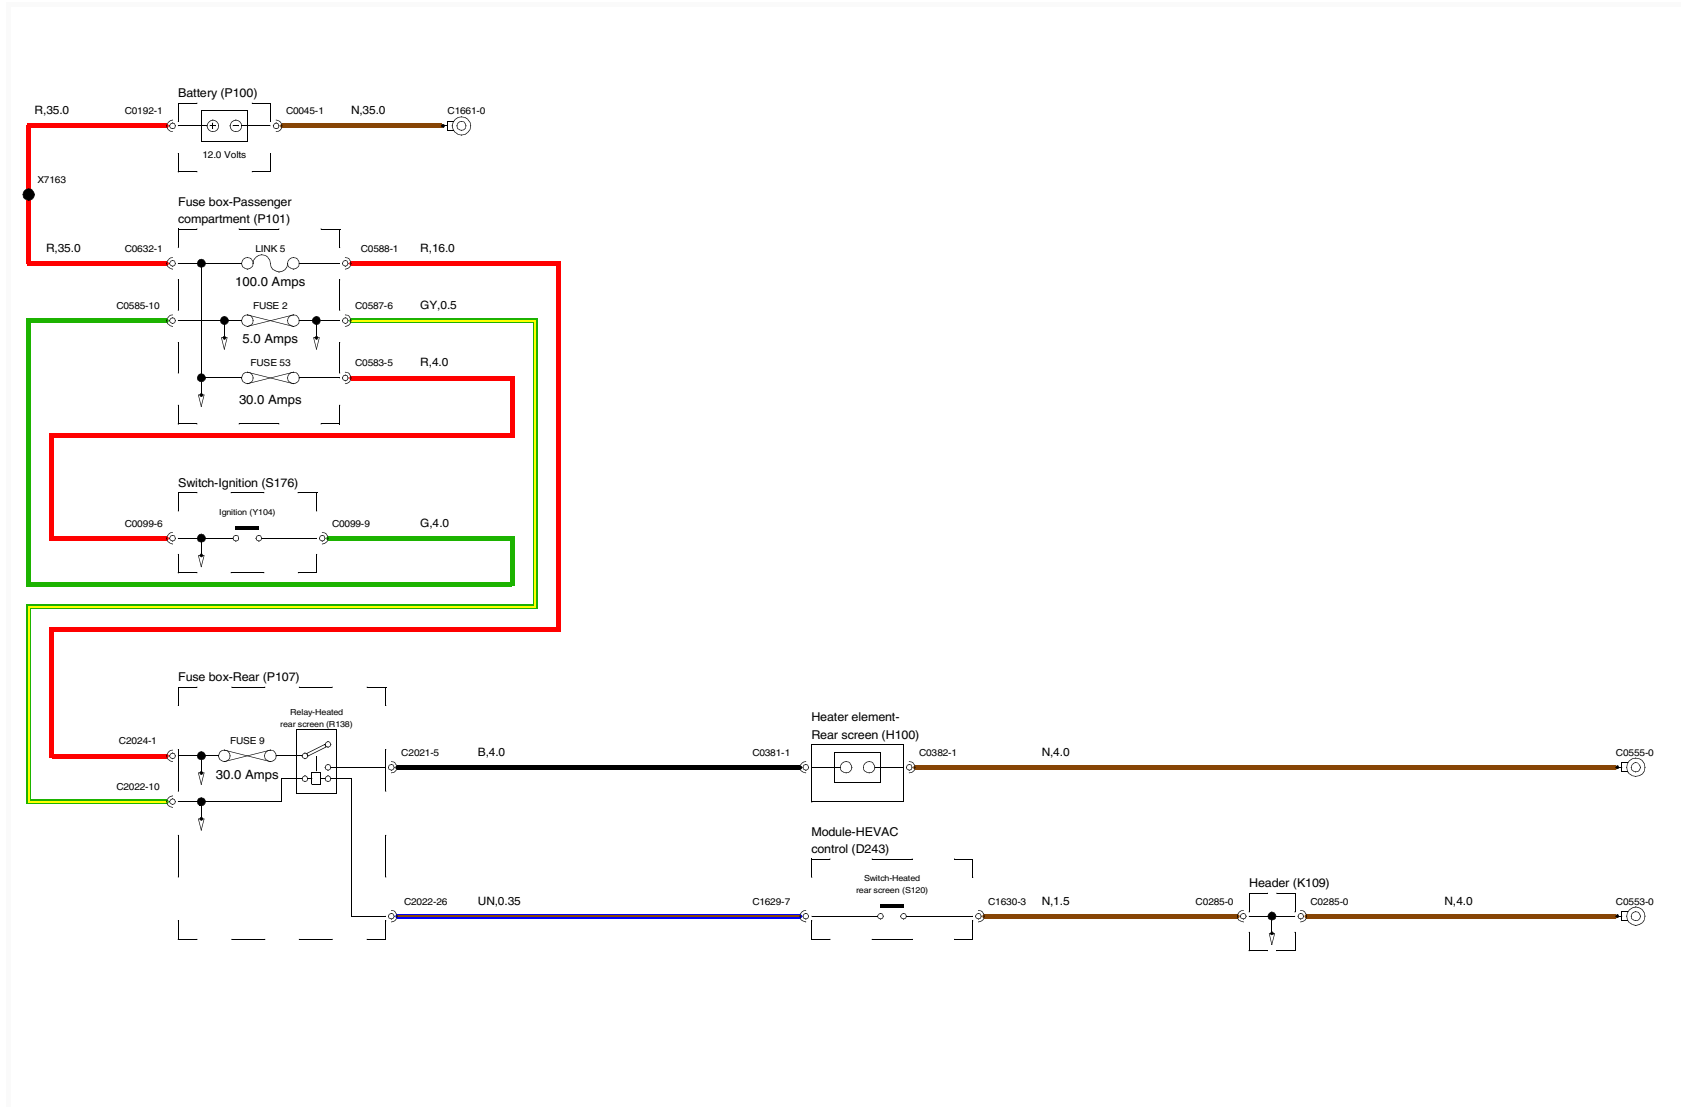 Battery (P100)
R,35.0 C0192-1 C0045-1 N,35.0 C1661-0
12.0 Volts
X7163
Fuse box-Passenger
compartment (P101)
R,35.0 C0632-1 LINK 5 C0588-1 R,16.0
100.0 Amps
C0585-10 FUSE 2 C0587-6 GY,0.5
5.0 Amps
FUSE 53 C0583-5 R,4.0
30.0 Amps
Switch-Ignition (S176)
Ignition (Y104)
C0099-6 C0099-9 G,4.0
Fuse box-Rear (P107)
Relay-Heated
rear screen (R138)
Heater element-
Rear screen (H100)
C2024-1 FUSE 9 C2021-5 B,4.0 C0381-1 C0382-1 N,4.0 C0555-0
30.0 Amps
C2022-10
Module-HEVAC
control (D243)
Switch-Heated
rear screen (S120)
Header (K109)
C2022-26 UN,0.35 C1629-7 C1630-3 N,1.5 C0285-0 C0285-0 N,4.0 C0553-0